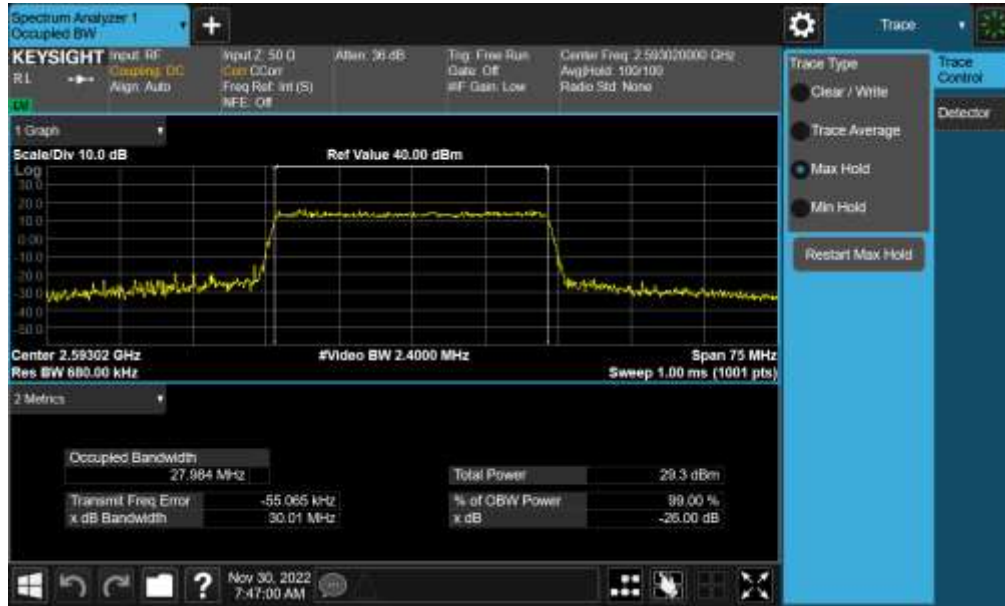 Spectrum Analyzer 1
Occupied BW
Trace
KEYSIGHT
Input: RF
Coupling: DC
Align: Auto
Input Z: 50 Ω
Corr CCorr
Freq Ref: Int (S)
NFE: Off
Atten: 36 dB
Trig: Free Run
Gate: Off
#IF Gain: Low
Center Freq: 2.593020000 GHz
Avg|Hold: 100/100
Radio Std: None
Trace Type
Clear / Write
Trace Average
Max Hold
Min Hold
Restart Max Hold
Trace
Control
Detector
1 Graph
Scale/Div 10.0 dB
Ref Value 40.00 dBm
Log
30.0
20.0
10.0
0.00
-10.0
-20.0
-30.0
-40.0
-50.0
Center 2.59302 GHz
#Video BW 2.4000 MHz
Span 75 MHz
Res BW 680.00 kHz
Sweep 1.00 ms (1001 pts)
2 Metrics
Occupied Bandwidth
27.984 MHz
Total Power 29.3 dBm
Transmit Freq Error -55.065 kHz
% of OBW Power 99.00 %
x dB Bandwidth 30.01 MHz
x dB -26.00 dB
?
Nov 30, 2022
7:47:00 AM